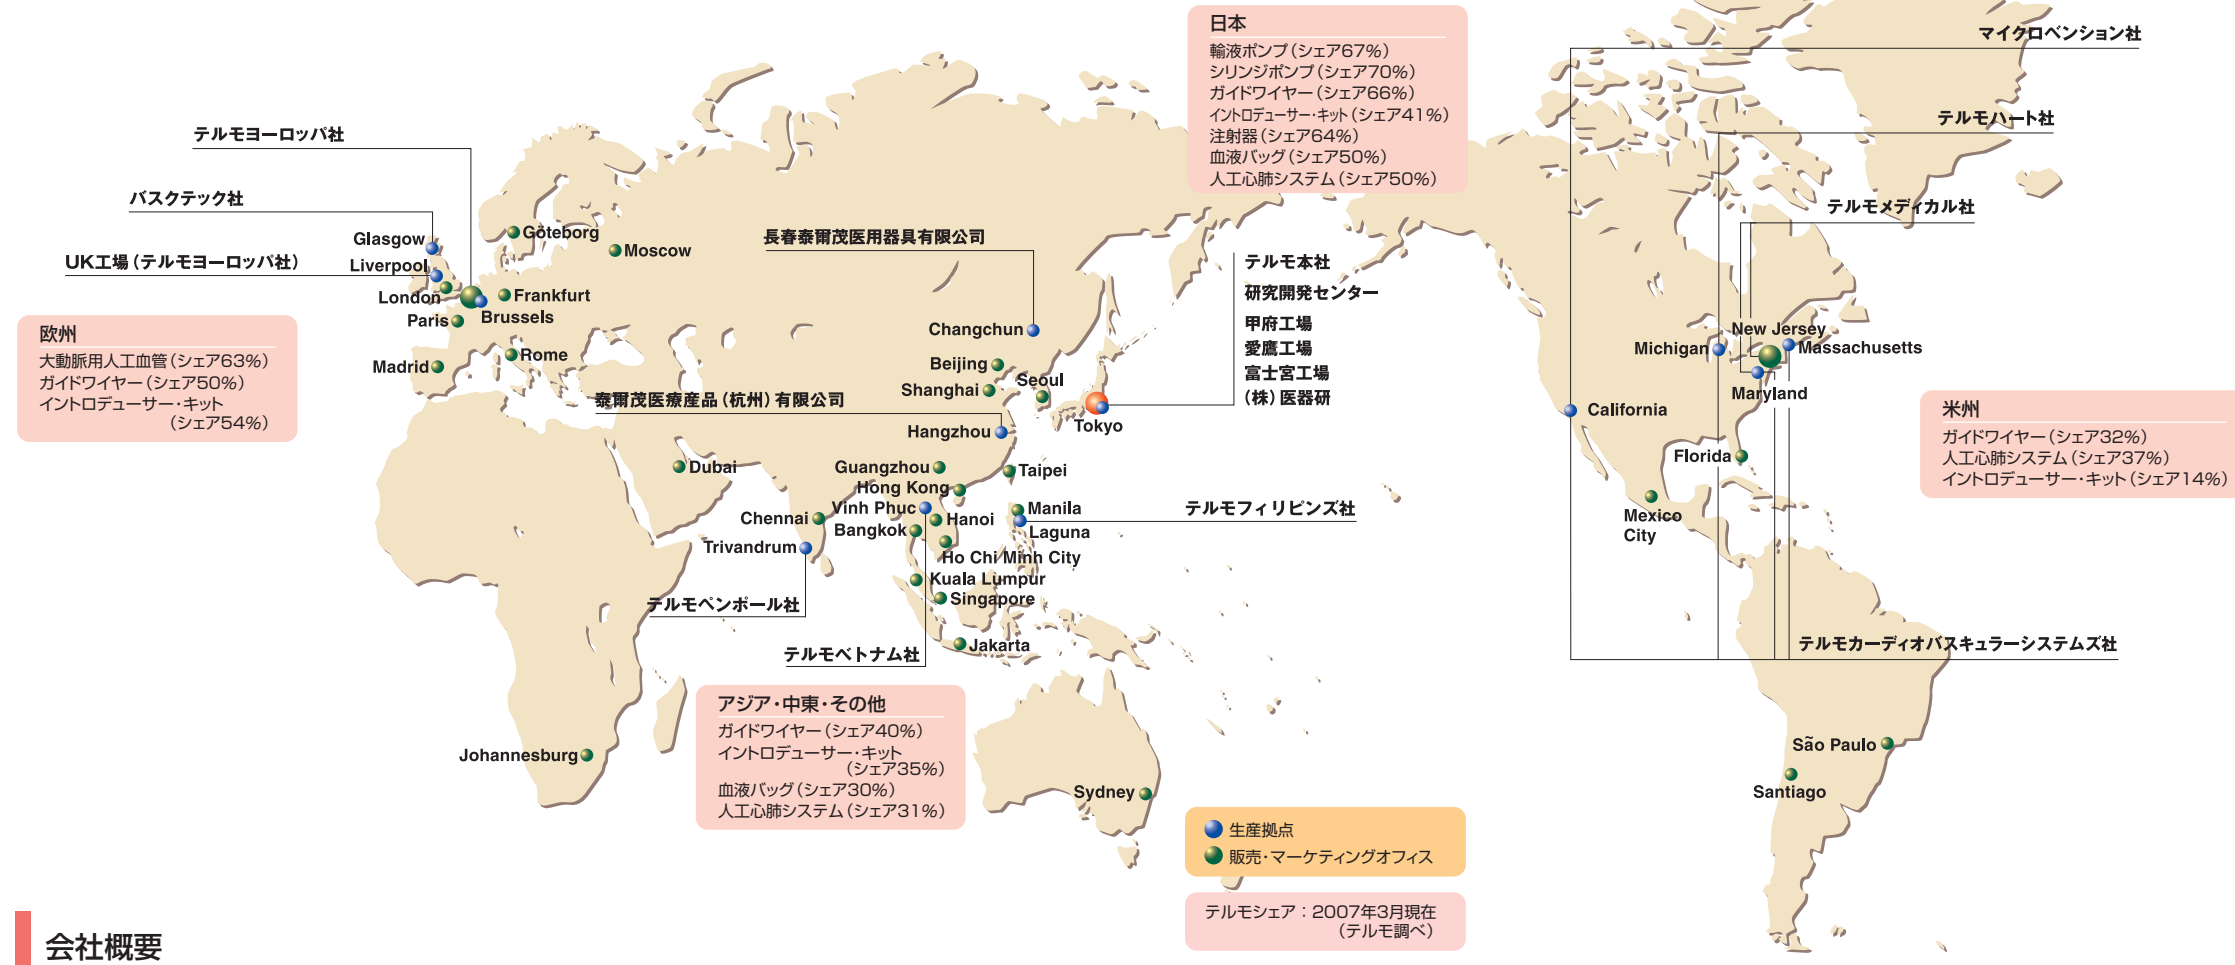 日本
輸液ポンプ（シェア67%）
シリンジポンプ（シェア70%）
ガイドワイヤー（シェア66%）
イントロデューサー・キット（シェア41%）
注射器（シェア64%）
血液バッグ（シェア50%）
人工心肺システム（シェア50%）
マイクロベンション社
テルモハート社
テルモメディカル社
テルモヨーロッパ社
バスクテック社
UK工場（テルモヨーロッパ社）
Glasgow
Liverpool
London
Paris
Madrid
Göteborg
Moscow
Frankfurt
Brussels
Rome
欧州
大動脈用人工血管（シェア63%）
ガイドワイヤー（シェア50%）
イントロデューサー・キット
（シェア54%）
長春泰爾茂医用器具有限公司
Changchun
Beijing
Shanghai
Seoul
泰爾茂医療産品（杭州）有限公司
Hangzhou
Tokyo
テルモ本社
研究開発センター
甲府工場
愛鷹工場
富士宮工場
（株）医器研
Dubai
Guangzhou
Hong Kong
Vinh Phuc
Bangkok
Hanoi
Taipei
Manila
Laguna
テルモフィリピンズ社
Chennai
Trivandrum
Ho Chi Minh City
Kuala Lumpur
Singapore
Jakarta
テルモペンポール社
テルモベトナム社
アジア・中東・その他
ガイドワイヤー（シェア40%）
イントロデューサー・キット
（シェア35%）
血液バッグ（シェア30%）
人工心肺システム（シェア31%）
Johannesburg
Sydney
New Jersey
Michigan
Massachusetts
Maryland
California
Florida
Mexico
City
米州
ガイドワイヤー（シェア32%）
人工心肺システム（シェア37%）
イントロデューサー・キット（シェア14%）
テルモカーディオバスキュラーシステムズ社
São Paulo
Santiago
生産拠点
販売・マーケティングオフィス
テルモシェア：2007年3月現在
（テルモ調べ）
会社概要